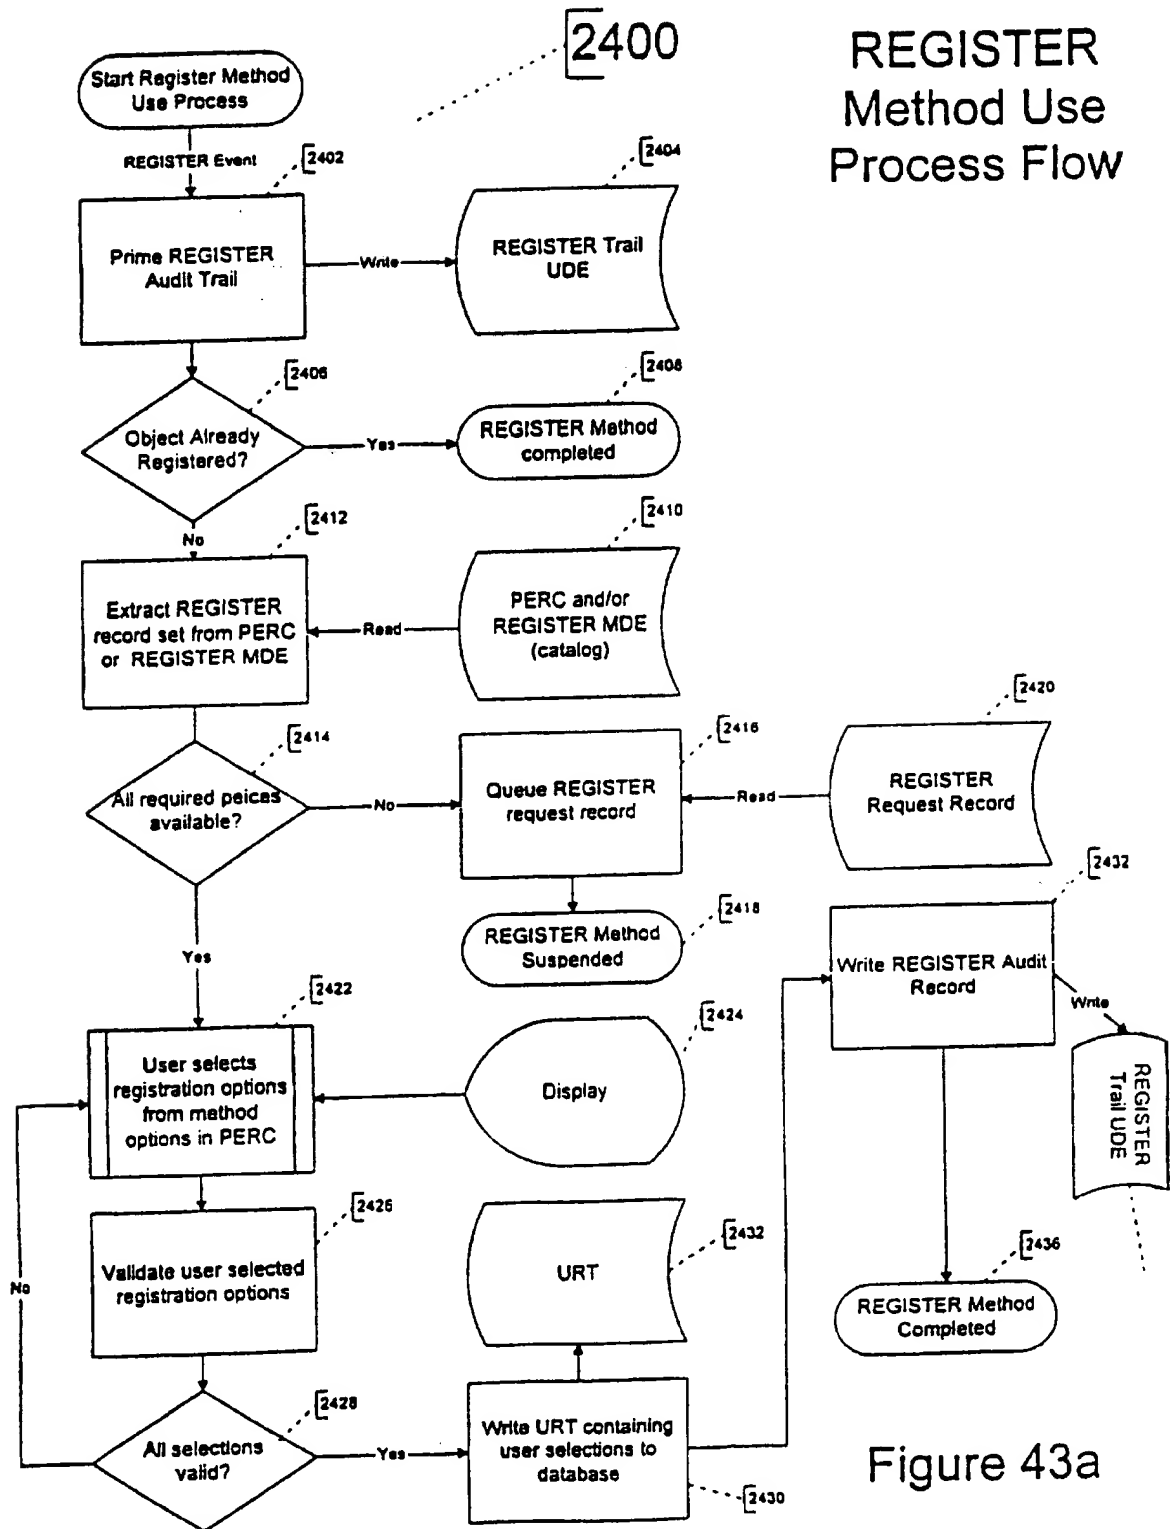 2400
REGISTER
Method Use
Process Flow
Start Register Method
Use Process
REGISTER Event
2402
2404
Prime REGISTER
Audit Trail
Write
REGISTER Trail
UDE
2406
2408
Object Already
Registered?
Yes
REGISTER Method
completed
No
2412
2410
Extract REGISTER
record set from PERC
or REGISTER MDE
Read
PERC and/or
REGISTER MDE
(catalog)
2414
2416
2420
All required peices
available?
No
Queue REGISTER
request record
Read
REGISTER
Request Record
2418
REGISTER Method
Suspended
2432
Yes
Write REGISTER Audit
Record
Write
REGISTER
Trail UDE
2422
2424
User selects
registration options
from method
options in PERC
Display
2426
2432
Validate user selected
registration options
URT
No
2436
REGISTER Method
Completed
2428
All selections
valid?
Yes
Write URT containing
user selections to
database
2430
Figure 43a